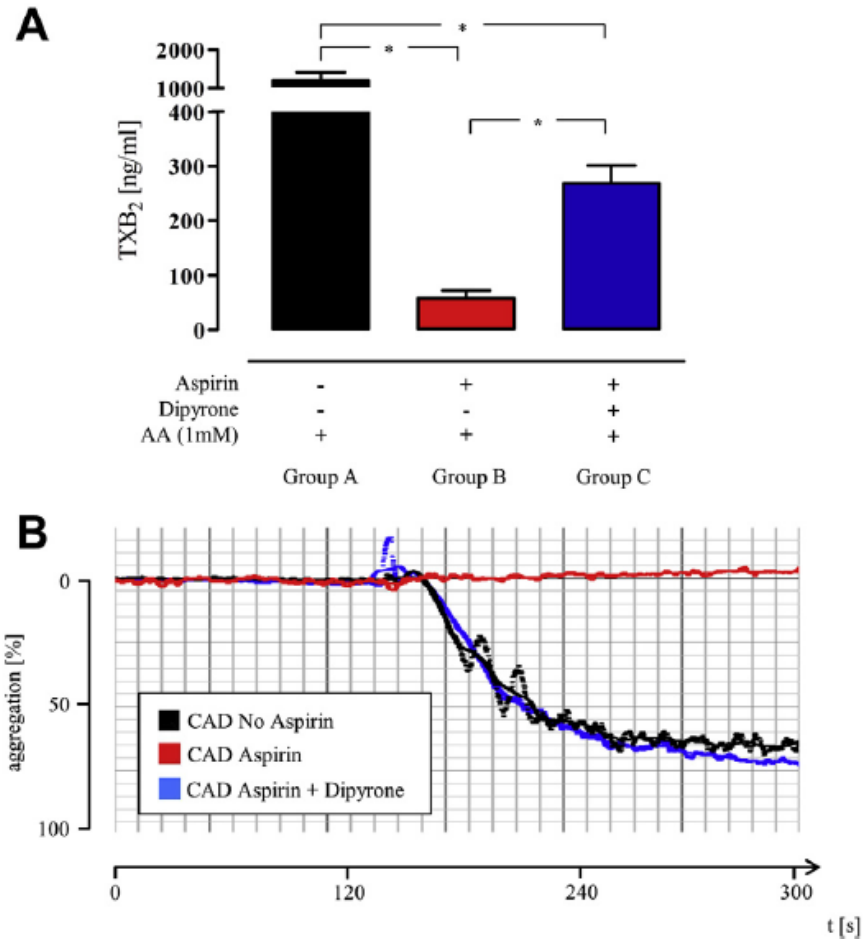 A
*
*
*
2000
1000
400
300
200
100
0
TXB2 [ng/ml]
Aspirin - + +
Dipyrone - - +
AA (1mM) + + +
Group A Group B Group C
B
0
50
100
aggregation [%]
CAD No Aspirin
CAD Aspirin
CAD Aspirin + Dipyrone
0 120 240 300
t [s]